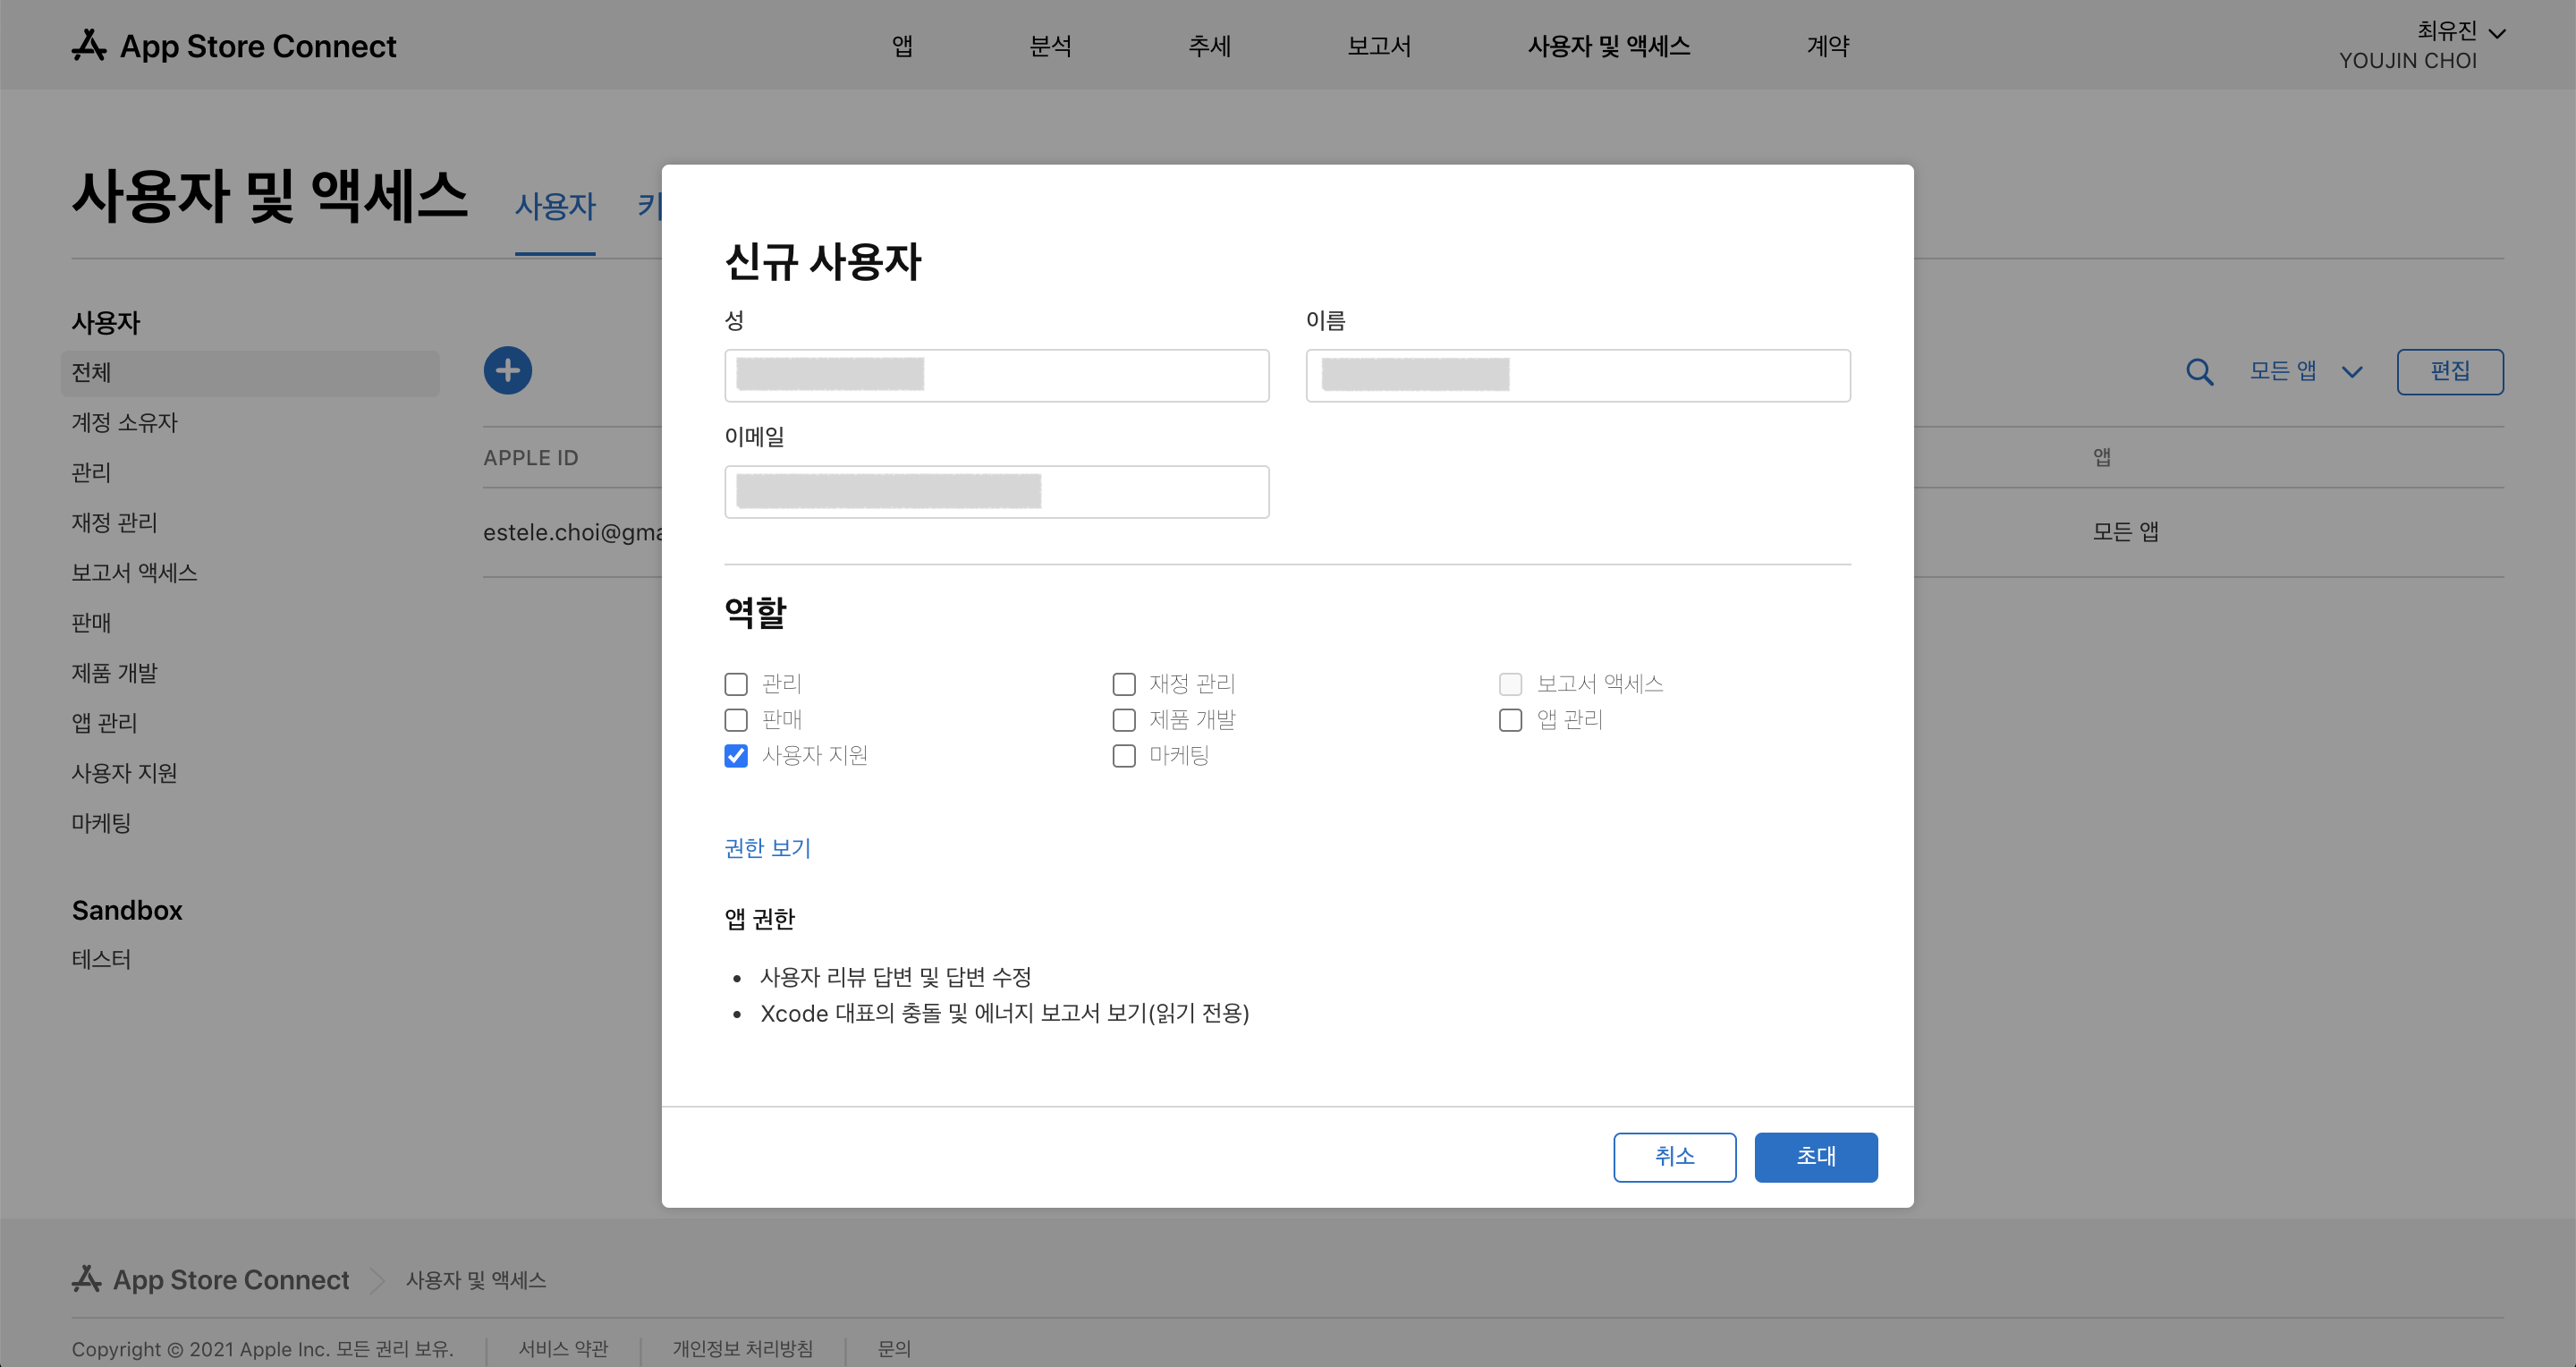 App Store Connect
앱
분석
추세
보고서
사용자 및 액세스
계약
최유진
YOUJIN CHOI
사용자 및 액세스
사용자
신규 사용자
성
이름
이메일
역할
관리
재정 관리
보고서 액세스
판매
제품 개발
앱 관리
사용자 지원
마케팅
권한 보기
앱 권한
• 사용자 리뷰 답변 및 답변 수정
• Xcode 대표의 충돌 및 에너지 보고서 보기(읽기 전용)
취소
초대
사용자
전체
계정 소유자
관리
재정 관리
보고서 액세스
판매
제품 개발
앱 관리
사용자 지원
마케팅
Sandbox
테스터
모든 앱
편집
APPLE ID
앱
estele.choi@gma
모든 앱
App Store Connect
사용자 및 액세스
Copyright © 2021 Apple Inc. 모든 권리 보유.
서비스 약관
개인정보 처리방침
문의